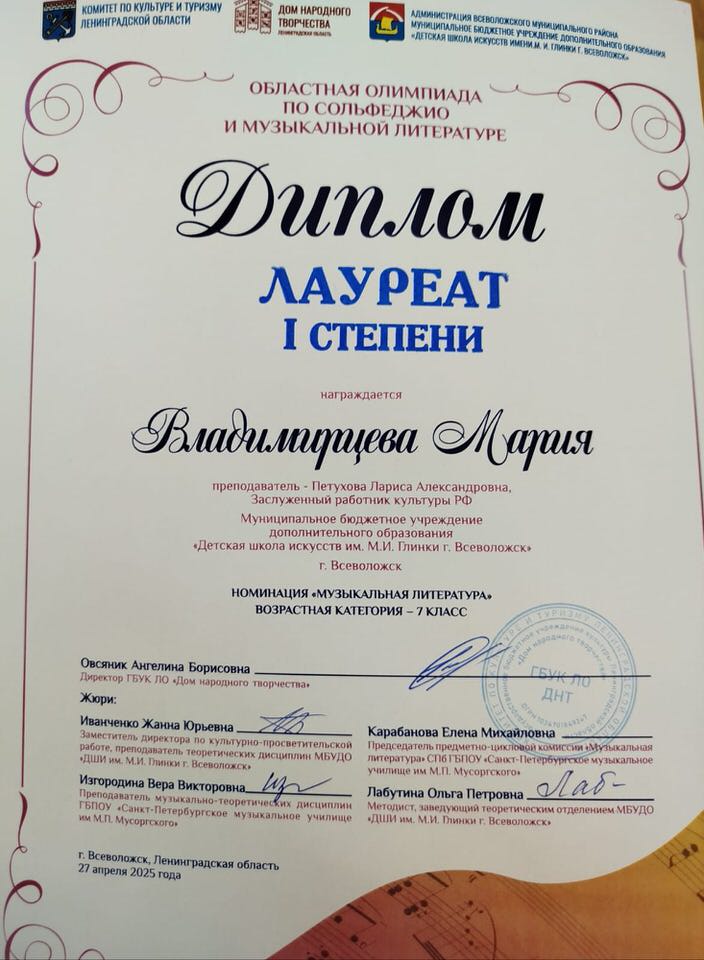 КОМИТЕТ ПО КУЛЬТУРЕ И ТУРИЗМУ
ЛЕНИНГРАДСКОЙ ОБЛАСТИ
ДОМ НАРОДНОГО
ТВОРЧЕСТВА
ЛЕНИНГРАДСКАЯ ОБЛАСТЬ
АДМИНИСТРАЦИЯ ВСЕВОЛОЖСКОГО МУНИЦИПАЛЬНОГО РАЙОНА
МУНИЦИПАЛЬНОЕ БЮДЖЕТНОЕ УЧРЕЖДЕНИЕ ДОПОЛНИТЕЛЬНОГО ОБРАЗОВАНИЯ
«ДЕТСКАЯ ШКОЛА ИСКУССТВ ИМЕНИ М. И. ГЛИНКИ Г. ВСЕВОЛОЖСК»
ОБЛАСТНАЯ ОЛИМПИАДА
ПО СОЛЬФЕДЖИО
И МУЗЫКАЛЬНОЙ ЛИТЕРАТУРЕ
Диплом
ЛАУРЕАТ
I СТЕПЕНИ
награждается
Владимирцева Мария
преподаватель - Петухова Лариса Александровна,
Заслуженный работник культуры РФ
Муниципальное бюджетное учреждение
дополнительного образования
«Детская школа искусств им. М.И. Глинки г. Всеволожск»
г. Всеволожск
НОМИНАЦИЯ «МУЗЫКАЛЬНАЯ ЛИТЕРАТУРА»
ВОЗРАСТНАЯ КАТЕГОРИЯ – 7 КЛАСС
Овсяник Ангелина Борисовна
Директор ГБУК ЛО «Дом народного творчества»
ГБУК ЛО
ДНТ
Жюри:
Иванченко Жанна Юрьевна
Заместитель директора по культурно-просветительской
работе, преподаватель теоретических дисциплин МБУДО
«ДШИ им. М.И. Глинки г. Всеволожск»
Карабанова Елена Михайловна
Председатель предметно-цикловой комиссии «Музыкальная
литература» СПб ГБПОУ «Санкт-Петербургское музыкальное
училище им М.П. Мусоргского»
Изгородина Вера Викторовна
Преподаватель музыкально-теоретических дисциплин
ГБПОУ «Санкт-Петербургское музыкальное училище
им М.П. Мусоргского»
Лабутина Ольга Петровна
Методист, заведующий теоретическим отделением МБУДО
«ДШИ им. М.И. Глинки г. Всеволожск»
г. Всеволожск, Ленинградская область
27 апреля 2025 года